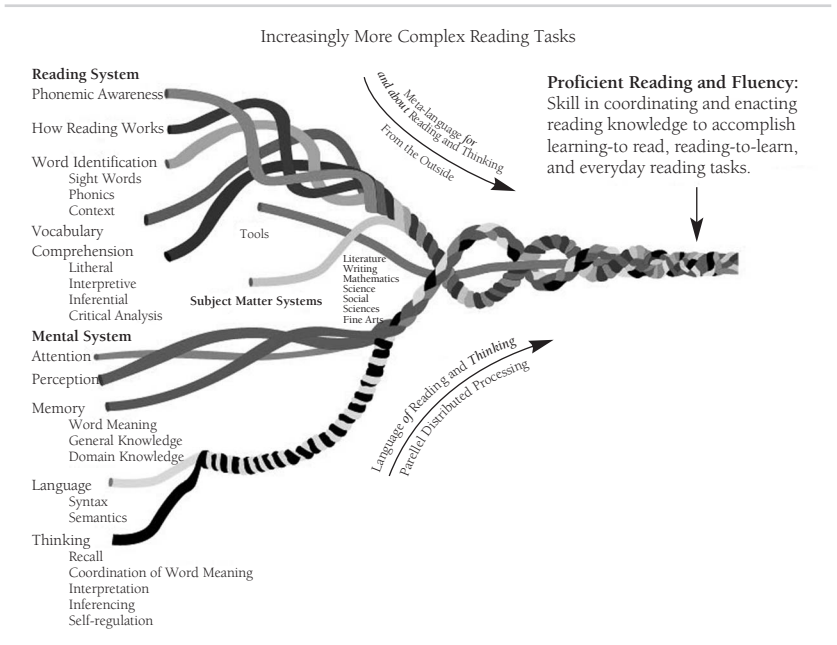 Increasingly More Complex Reading Tasks
Reading System
Phonemic Awareness
How Reading Works
Word Identification
Sight Words
Phonics
Context
Vocabulary
Comprehension
Litheral
Interpretive
Inferential
Critical Analysis
Mental System
Attention
Perception
Memory
Word Meaning
General Knowledge
Domain Knowledge
Language
Syntax
Semantics
Thinking
Recall
Coordination of Word Meaning
Interpretation
Inferencing
Self-regulation
Tools
Subject Matter Systems
Literature
Writing
Mathematics
Science
Social
Sciences
Fine Arts
Meta-language for
and about Reading and Thinking
From the Outside
Language of Reading and Thinking
Parellel Distributed Processing
Proficient Reading and Fluency:
Skill in coordinating and enacting
reading knowledge to accomplish
learning-to read, reading-to-learn,
and everyday reading tasks.